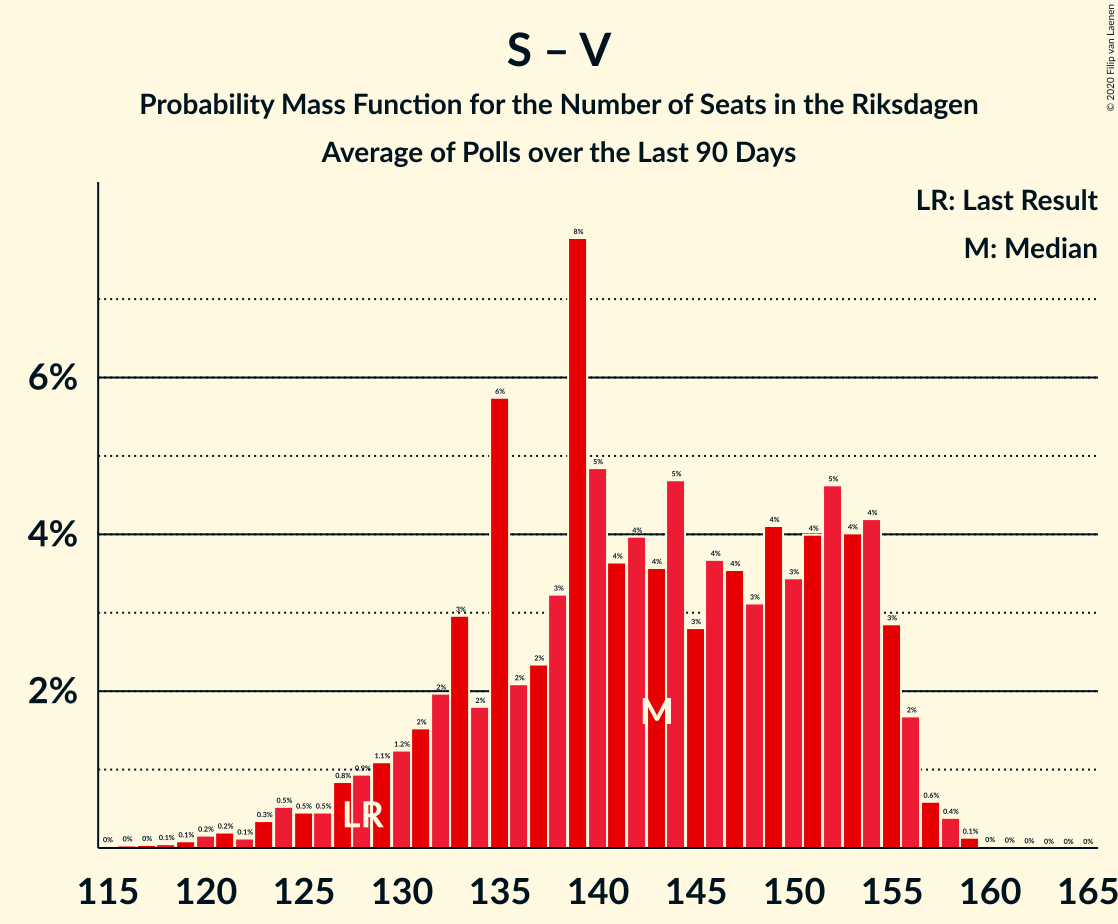 © 2020 Filip van Laenen
S – V
Probability Mass Function for the Number of Seats in the Riksdagen
Average of Polls over the Last 90 Days
LR: Last Result
M: Median
6%
4%
2%
0% 0% 0% 0.1% 0.1% 0.2% 0.2% 0.1% 0.3% 0.5% 0.5% 0.5% 0.8% 0.9% 1.1% 1.2% 2% 2% 3% 2% 6% 2% 2% 3% 8% 5% 4% 4% 4% 5% 3% 4% 4% 3% 4% 3% 4% 5% 4% 4% 3% 2% 0.6% 0.4% 0.1% 0% 0% 0% 0% 0% 0%
M
LR
115 120 125 130 135 140 145 150 155 160 165